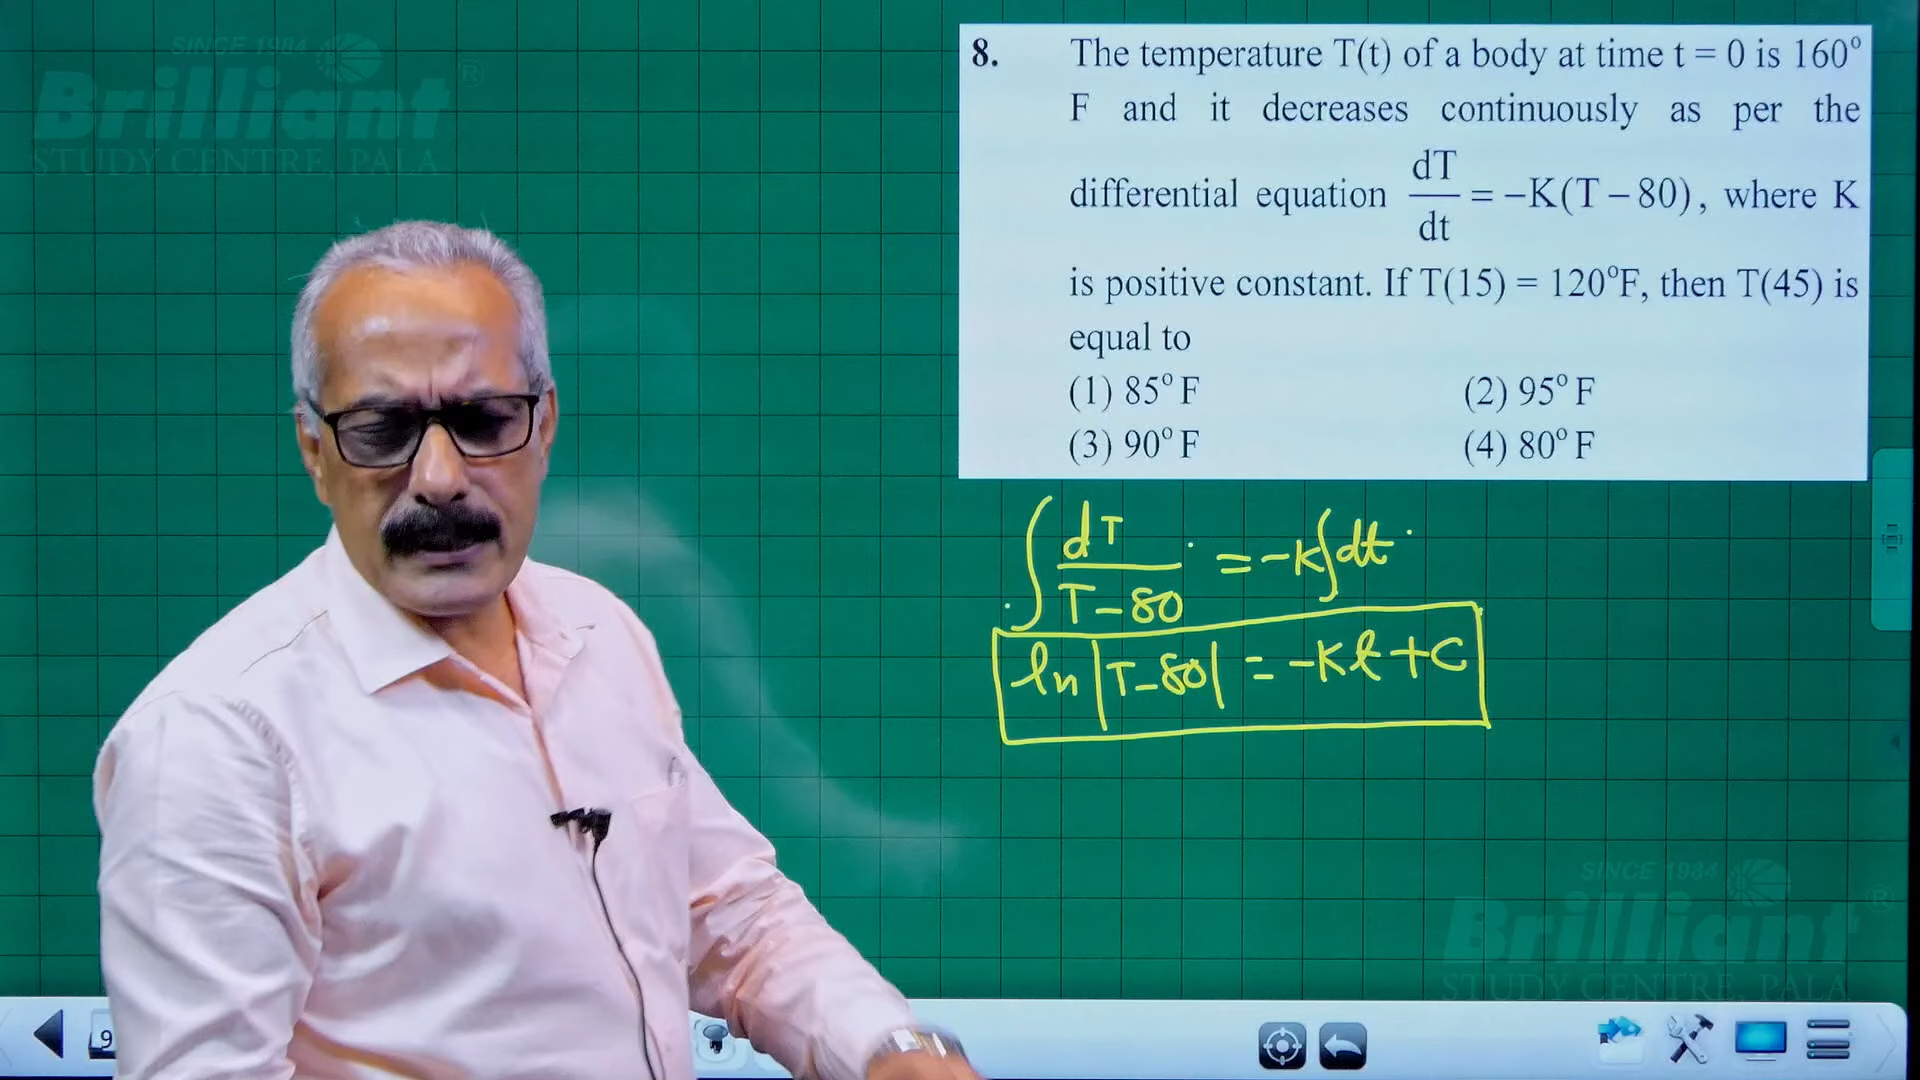 SINCE 1984
Brilliant®
STUDY CENTRE, PALA
8. The temperature T(t) of a body at time t = 0 is 160°
F and it decreases continuously as per the
differential equation dT/dt = −K(T − 80), where K
is positive constant. If T(15) = 120°F, then T(45) is
equal to
(1) 85° F (2) 95° F
(3) 90° F (4) 80° F
∫ dT/(T−80) = −K∫dt
ln|T−80| = −Kt + C
SINCE 1984
Brilliant®
STUDY CENTRE, PALA
9